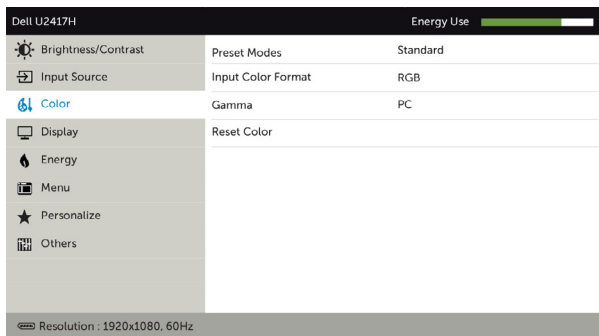 Dell U2417H Energy Use
Brightness/Contrast
Input Source
Color
Display
Energy
Menu
Personalize
Others
Preset Modes Standard
Input Color Format RGB
Gamma PC
Reset Color
Resolution : 1920x1080, 60Hz